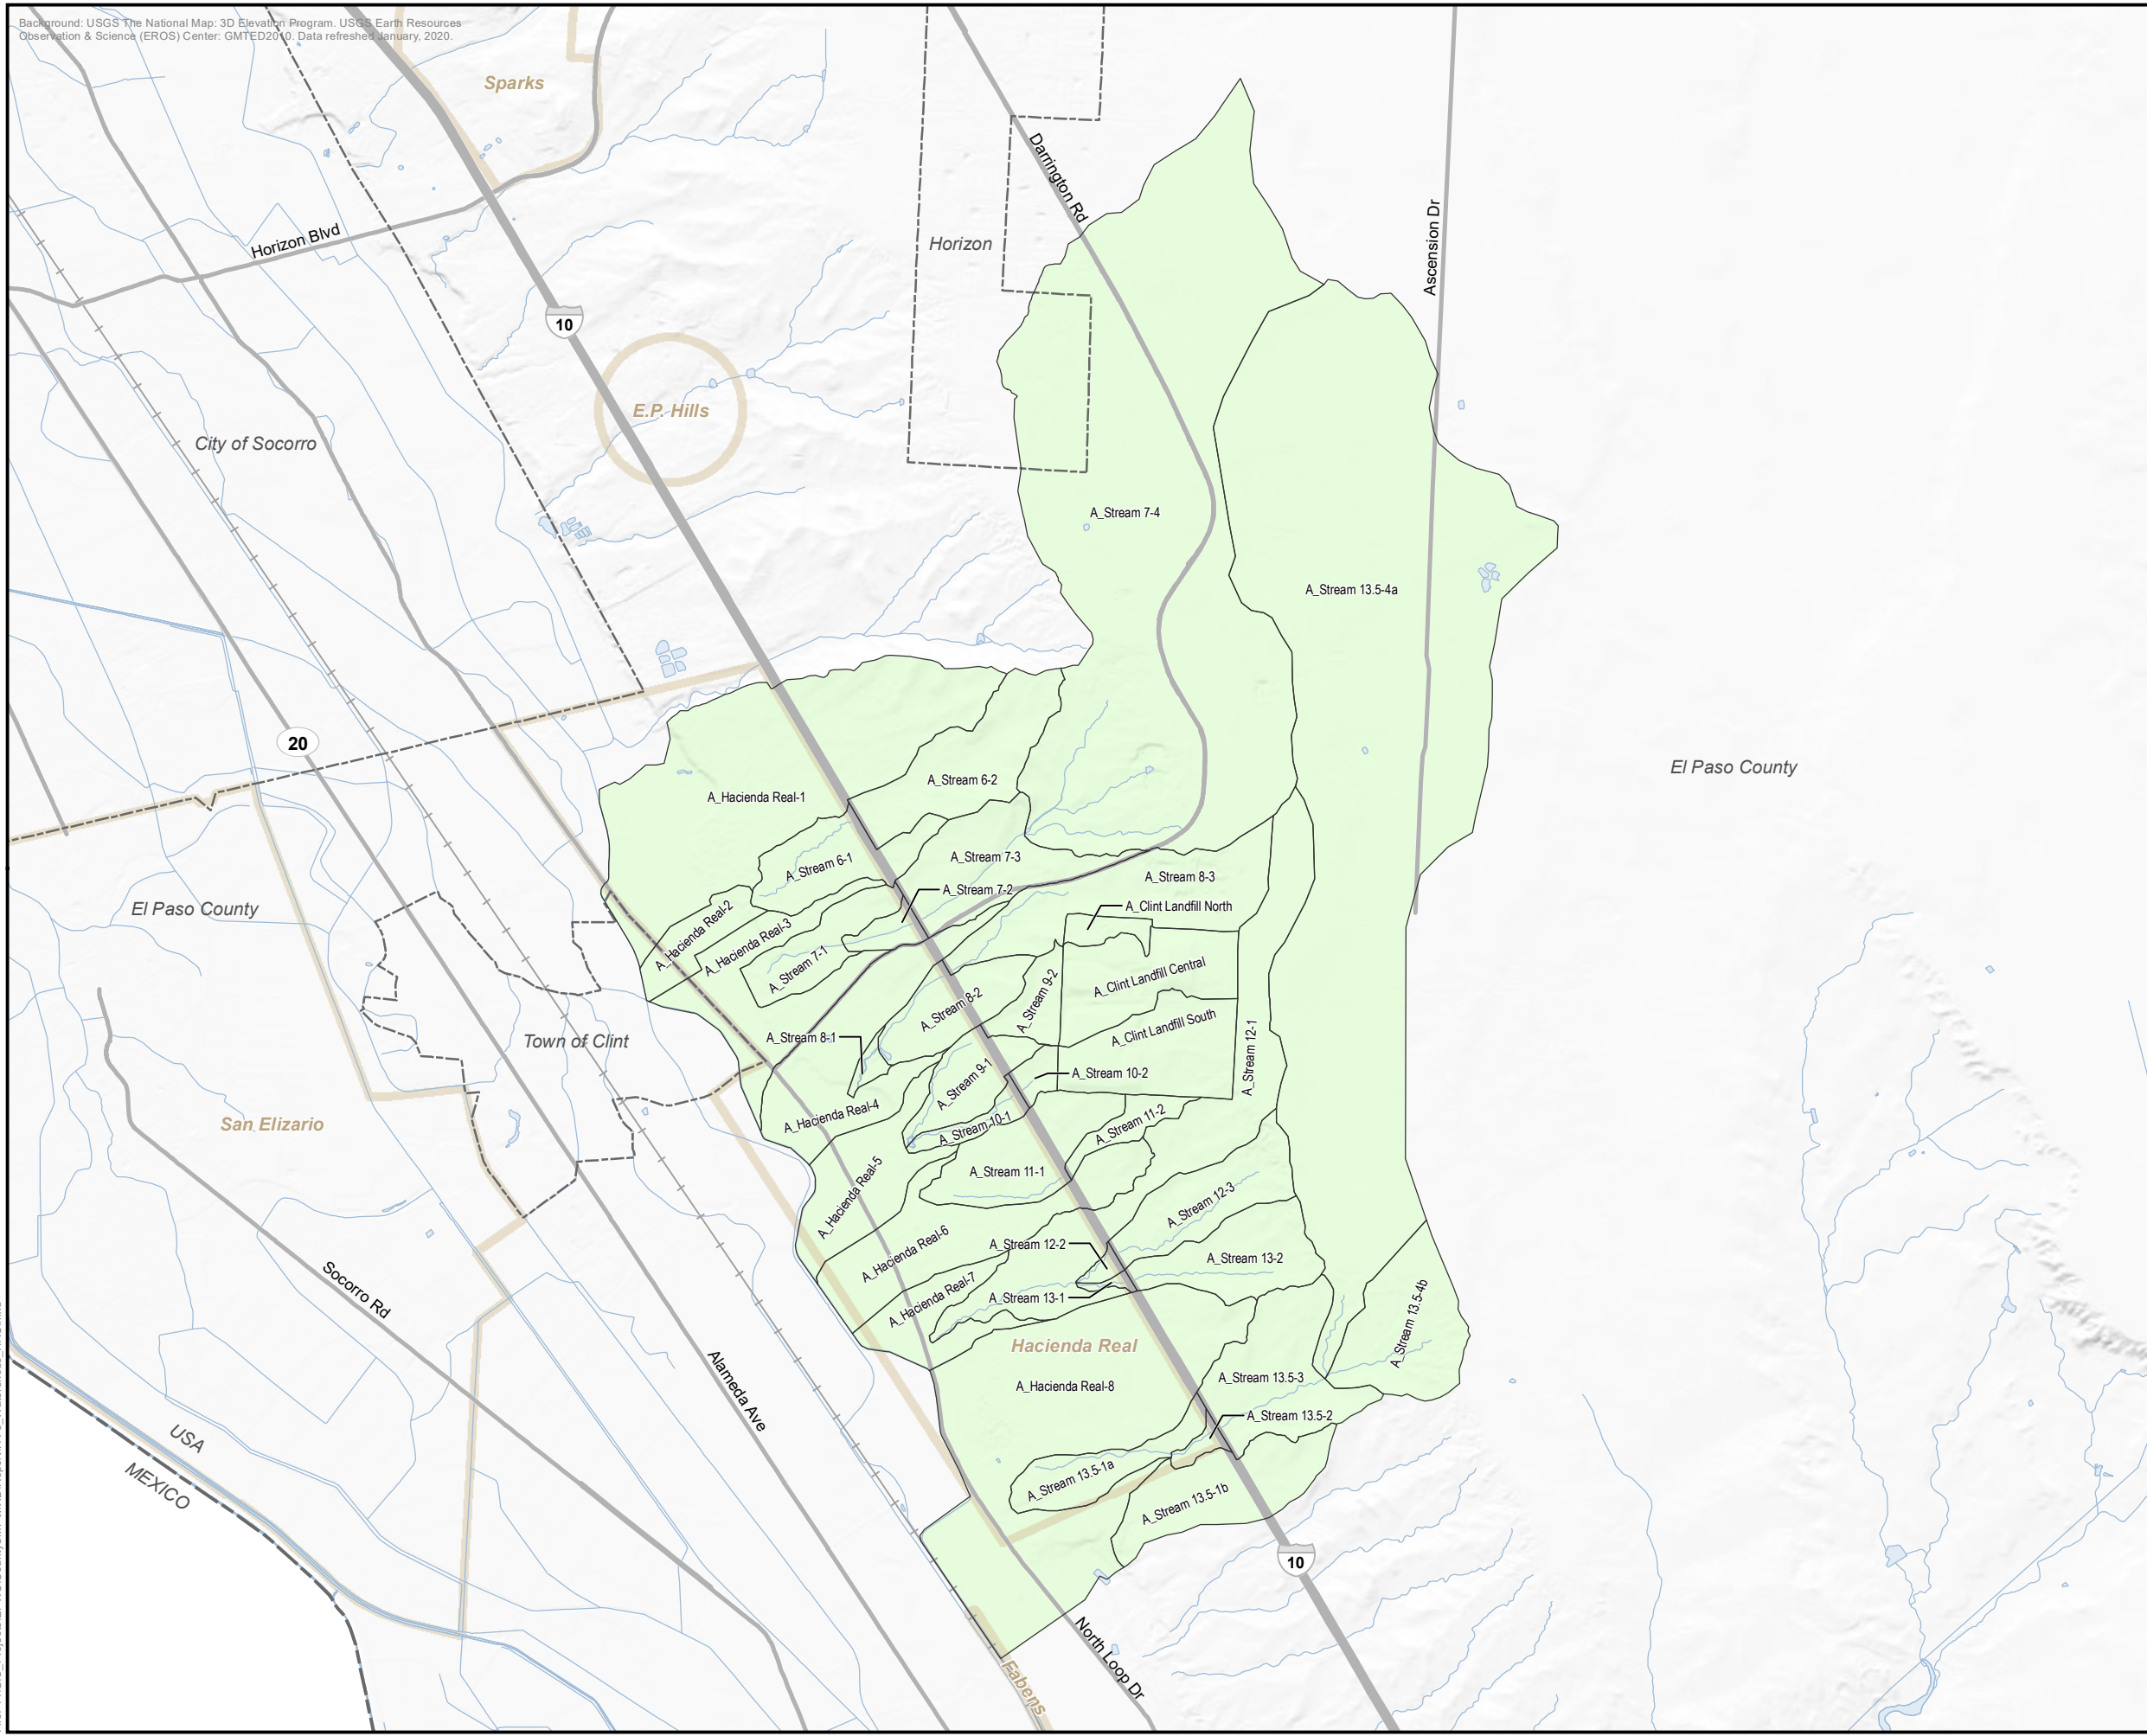 Background: USGS The National Map: 3D Elevation Program. USGS Earth Resources
Observation & Science (EROS) Center: GMTED2010. Data refreshed January, 2020.
Sparks
Darrington Rd
Ascension Dr
Horizon Blvd
Horizon
10
E.P. Hills
City of Socorro
A_Stream 7-4
A_Stream 13.5-4a
20
El Paso County
A_Stream 6-2
A_Hacienda Real-1
A_Stream 7-3
A_Stream 6-1
A_Stream 8-3
A_Stream 7-2
A_Clint Landfill North
El Paso County
A_Hacienda Real-2
A_Hacienda Real-3
A_Stream 7-1
A_Clint Landfill Central
A_Stream 9-2
A_Stream 8-2
A_Clint Landfill South
A_Stream 8-1
Town of Clint
A_Stream 12-1
A_Stream 10-2
A_Stream 9-1
A_Hacienda Real-4
San Elizario
A_Stream 10-1
A_Stream 11-2
A_Stream 11-1
A_Hacienda Real-5
A_Stream 12-3
A_Hacienda Real-6
A_Stream 12-2
A_Stream 13-2
A_Hacienda Real-7
A_Stream 13-1
A_Stream 13.5-4b
Socorro Rd
Hacienda Real
A_Hacienda Real-8
A_Stream 13.5-3
Alameda Ave
A_Stream 13.5-2
USA
MEXICO
A_Stream 13.5-1a
A_Stream 13.5-1b
10
North Loop Dr
Fabens